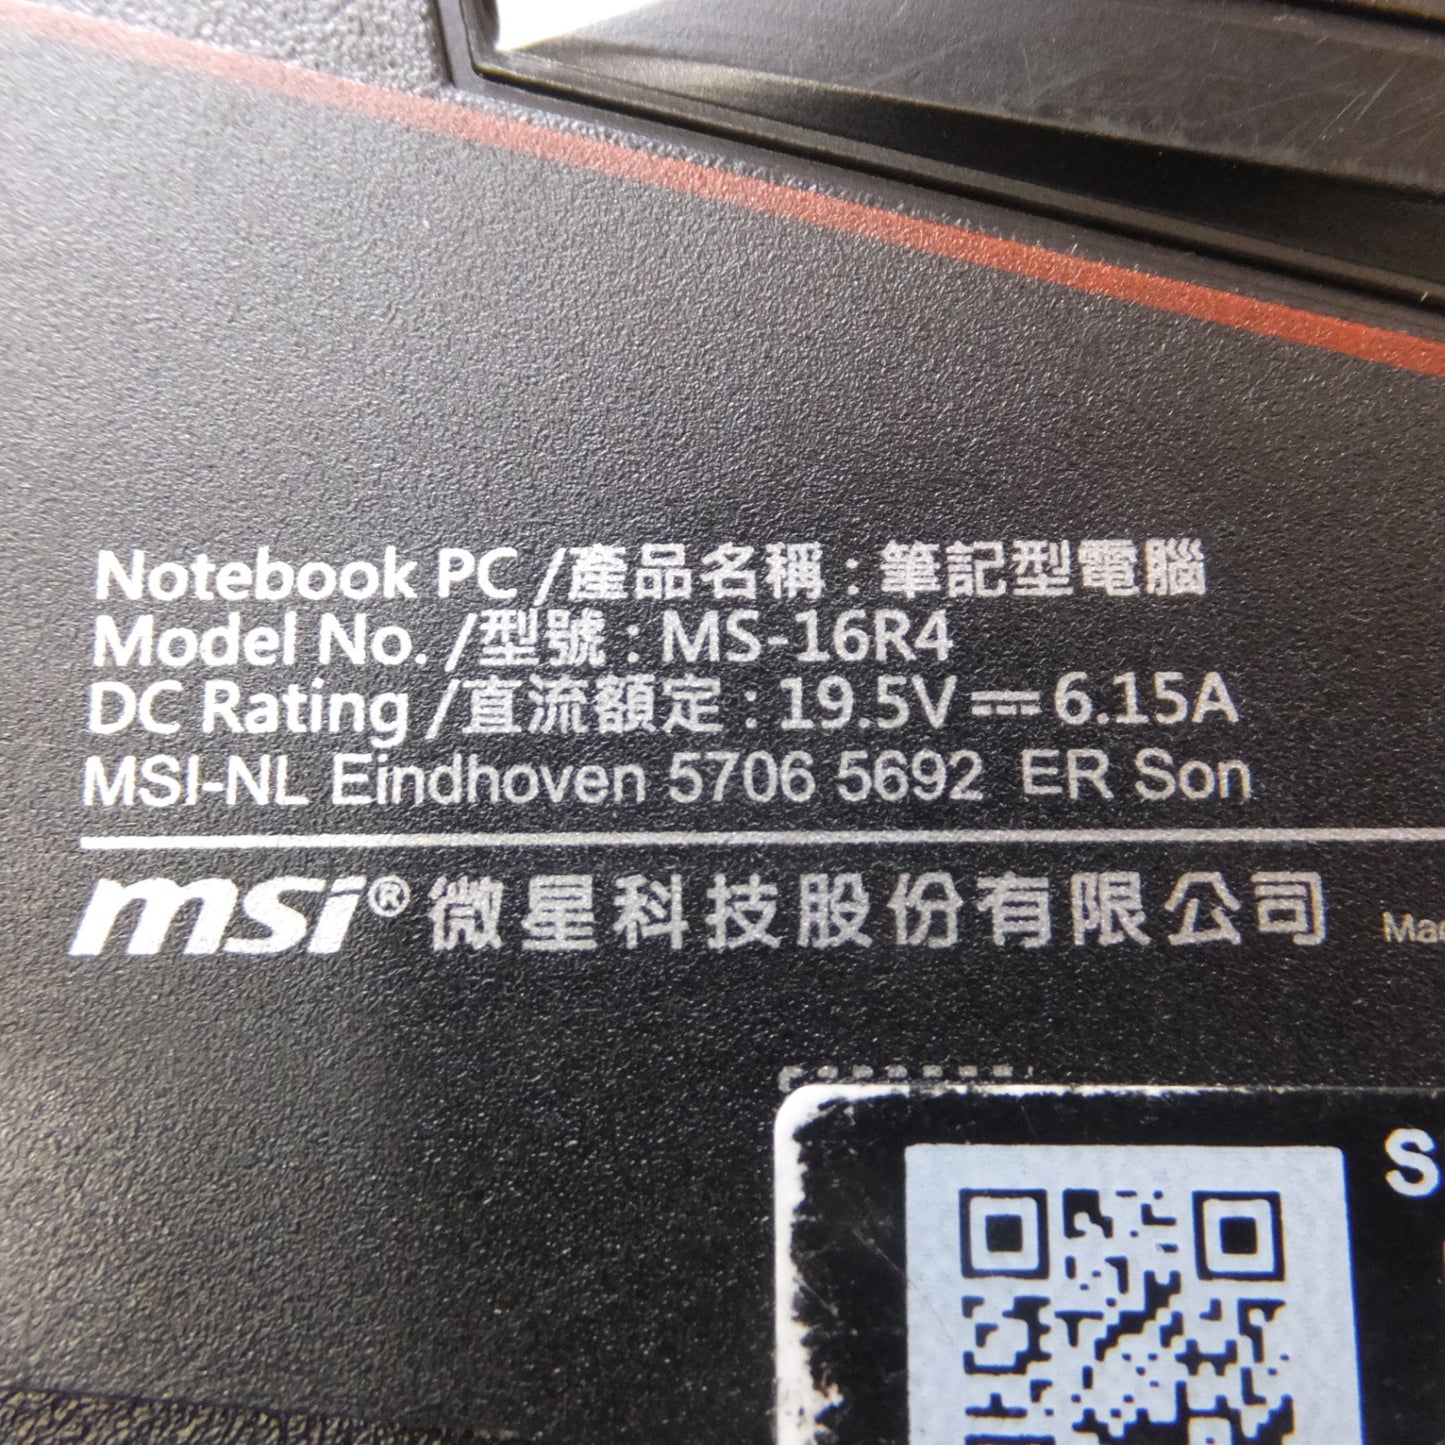 Notebook PC /產品名稱 : 筆記型電腦
Model No. /型號 : MS-16R4
DC Rating /直流額定 : 19.5V ⎓ 6.15A
MSI-NL Eindhoven 5706 5692 ER Son
msi® 微星科技股份有限公司